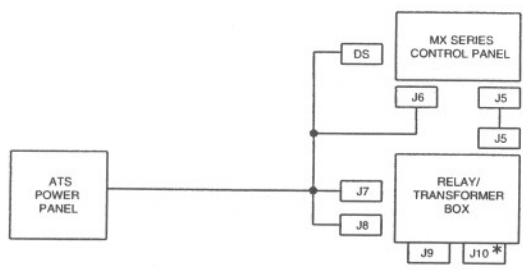 MX SERIES
CONTROL PANEL
DS
J6
J5
J5
ATS
POWER
PANEL
J7
RELAY/
TRANSFORMER
BOX
J8
J9
J10*